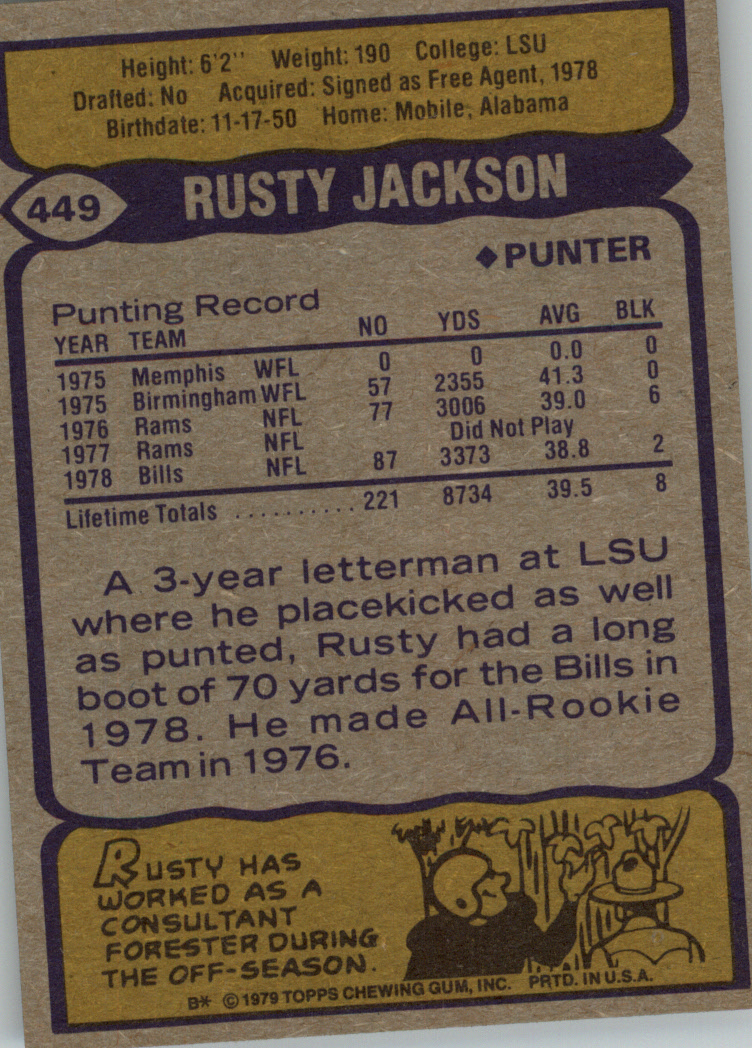 Height: 6'2" Weight: 190 College: LSU
Drafted: No Acquired: Signed as Free Agent, 1978
Birthdate: 11-17-50 Home: Mobile, Alabama
449 RUSTY JACKSON
◆PUNTER
Punting Record
YEAR TEAM NO YDS AVG BLK
1975 Memphis WFL 0 0 0.0 0
1975 Birmingham WFL 57 2355 41.3 0
1976 Rams NFL 77 3006 39.0 6
1977 Rams NFL Did Not Play
1978 Bills NFL 87 3373 38.8 2
Lifetime Totals .......... 221 8734 39.5 8
A 3-year letterman at LSU
where he placekicked as well
as punted, Rusty had a long
boot of 70 yards for the Bills in
1978. He made All-Rookie
Team in 1976.
RUSTY HAS
WORKED AS A
CONSULTANT
FORESTER DURING
THE OFF-SEASON.
B* © 1979 TOPPS CHEWING GUM, INC. PRTD. IN U.S.A.